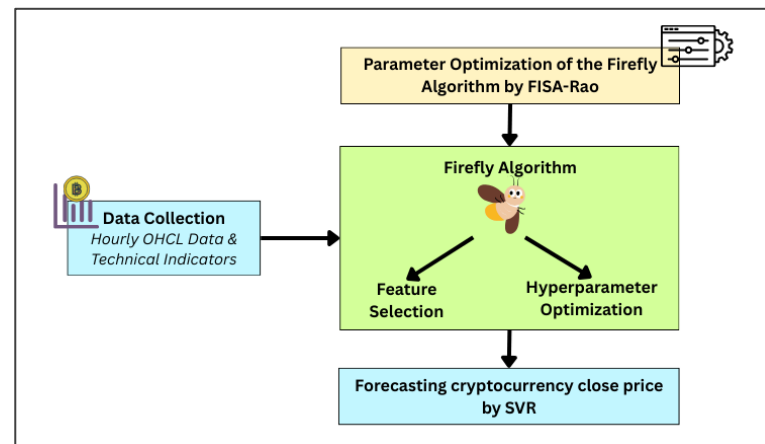 Parameter Optimization of the Firefly
Algorithm by FISA-Rao
Firefly Algorithm
Data Collection
Hourly OHCL Data &
Technical Indicators
Feature
Selection
Hyperparameter
Optimization
Forecasting cryptocurrency close price
by SVR